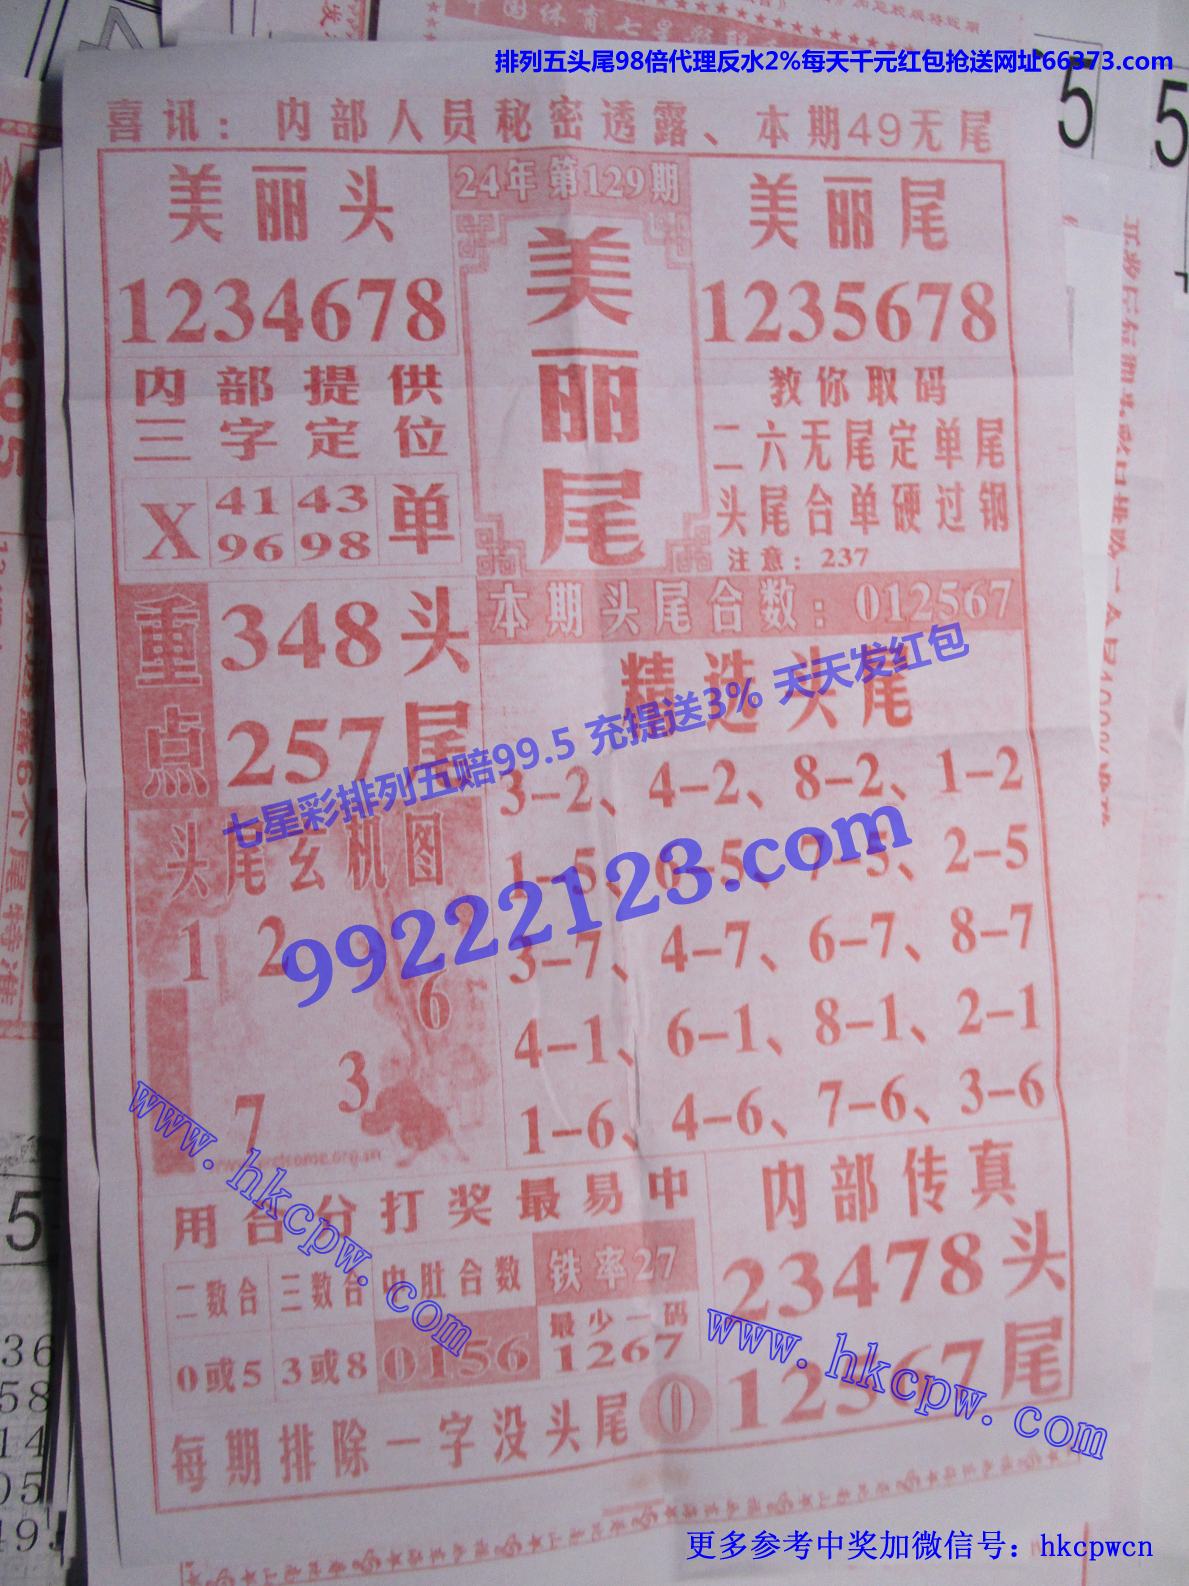 排列五头尾98倍代理反水2%每天千元红包抢送网址66373.com
喜讯：内部人员秘密透露、本期49无尾
美丽头
1234678
24年第129期
美丽尾
美丽尾
1235678
内部提供
三字定位
X 41 43 单
96 98
教你取码
二六无尾定单尾
头尾合单硬过钢
注意：237
重点
348头
257尾
本期头尾合数：012567
精选头尾
3-2、4-2、8-2、1-2
1-5、6-5、7-5、2-5
3-7、4-7、6-7、8-7
4-1、6-1、8-1、2-1
1-6、4-6、7-6、3-6
七星彩排列五赔99.5 充提送3% 天天发红包
99222123.com
头尾玄机图
1 2
6
3
7
www.hkcpw.com
用合分打奖最易中
二数合 三数合 中肚合数 铁率27
最少一码
0或5 3或8 0156 1267
每期排除一字没头尾 0
内部传真
23478头
12367尾
www.hkcpw.com
更多参考中奖加微信号：hkcpwcn